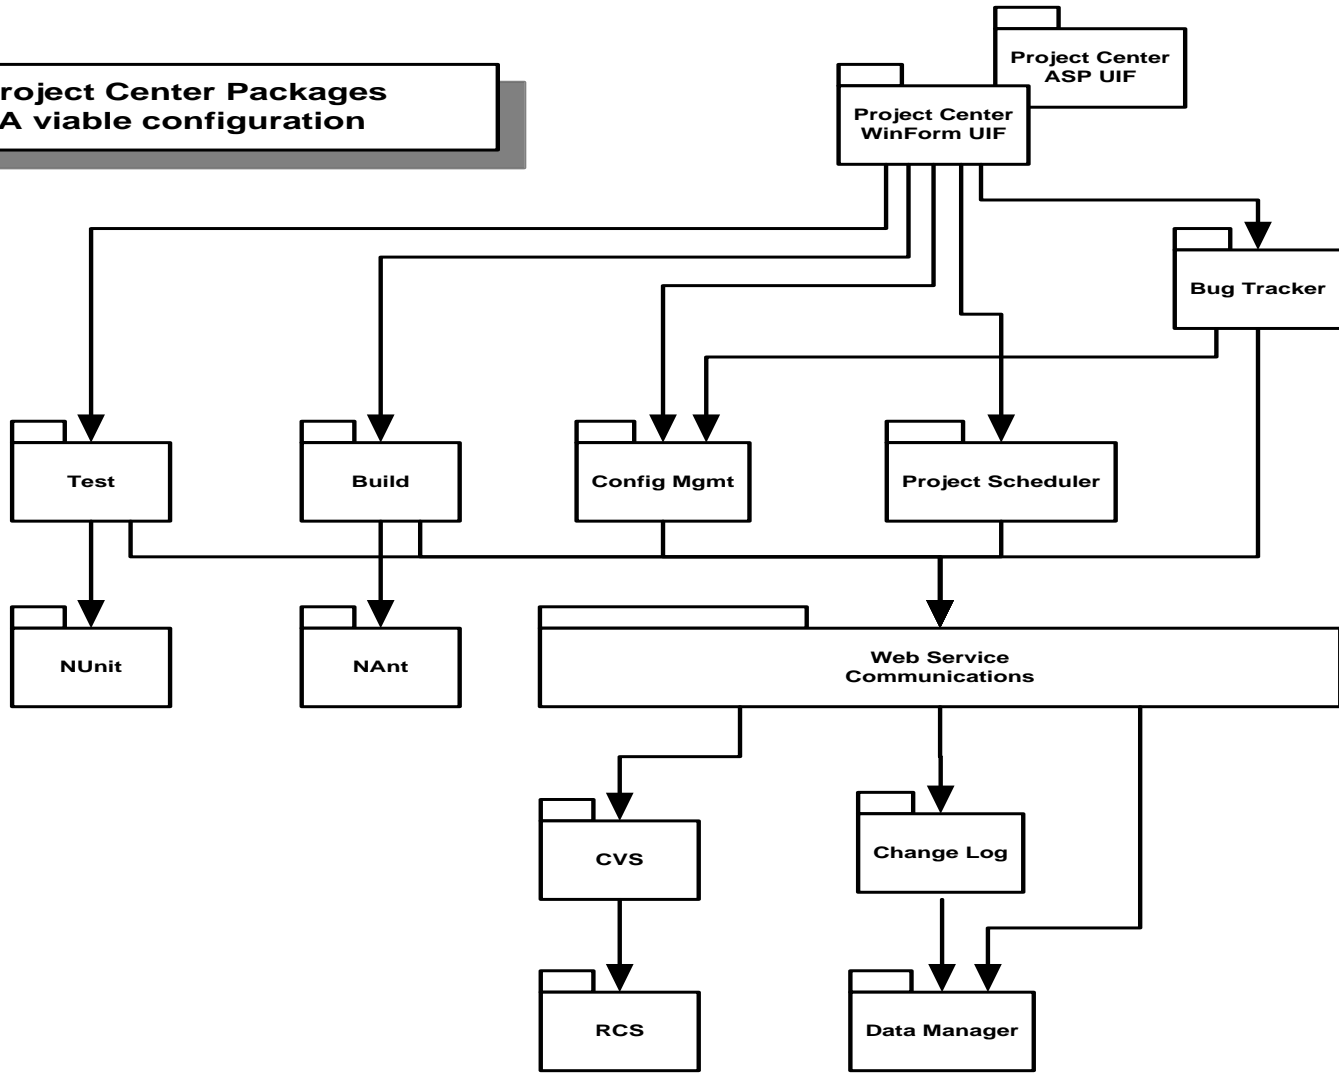 roject Center Packages
A viable configuration
Project Center
ASP UIF
Project Center
WinForm UIF
Bug Tracker
Test
Build
Config Mgmt
Project Scheduler
NUnit
NAnt
Web Service
Communications
CVS
Change Log
RCS
Data Manager